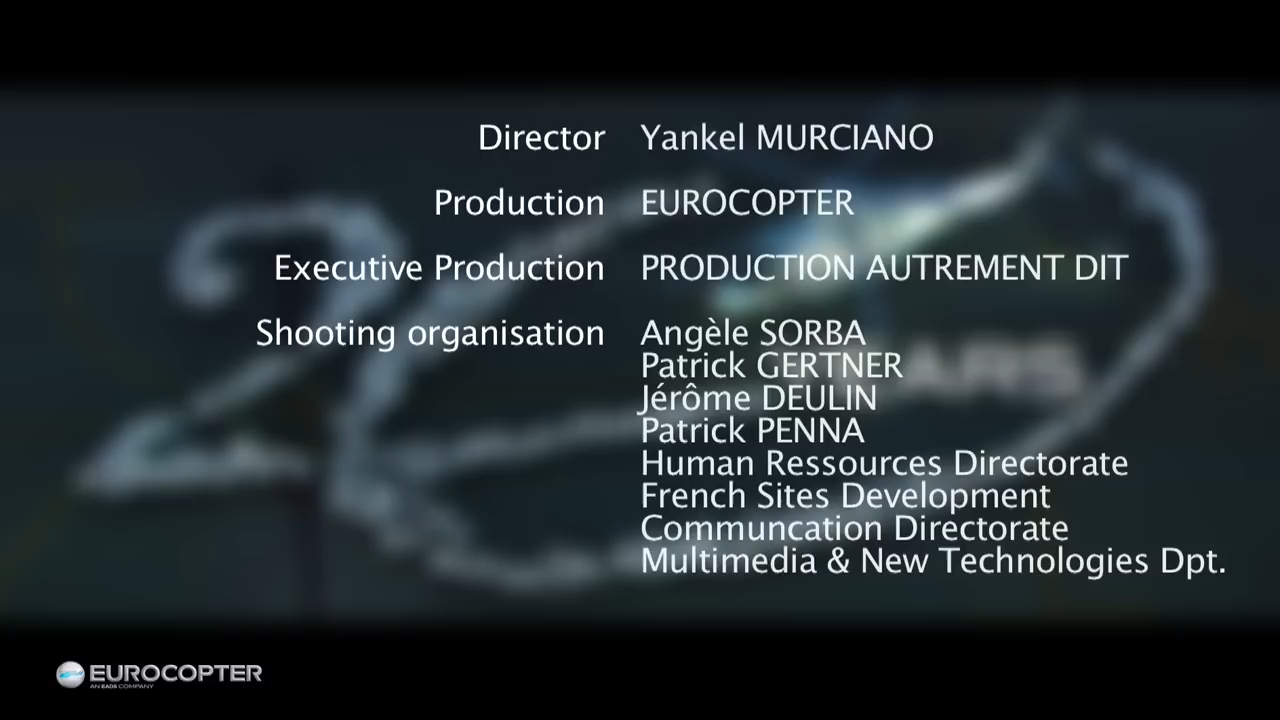 Director Yankel MURCIANO
Production EUROCOPTER
Executive Production PRODUCTION AUTREMENT DIT
Shooting organisation Angèle SORBA
Patrick GERTNER
Jérôme DEULIN
Patrick PENNA
Human Ressources Directorate
French Sites Development
Communcation Directorate
Multimedia & New Technologies Dpt.
EUROCOPTER
AN EADS COMPANY